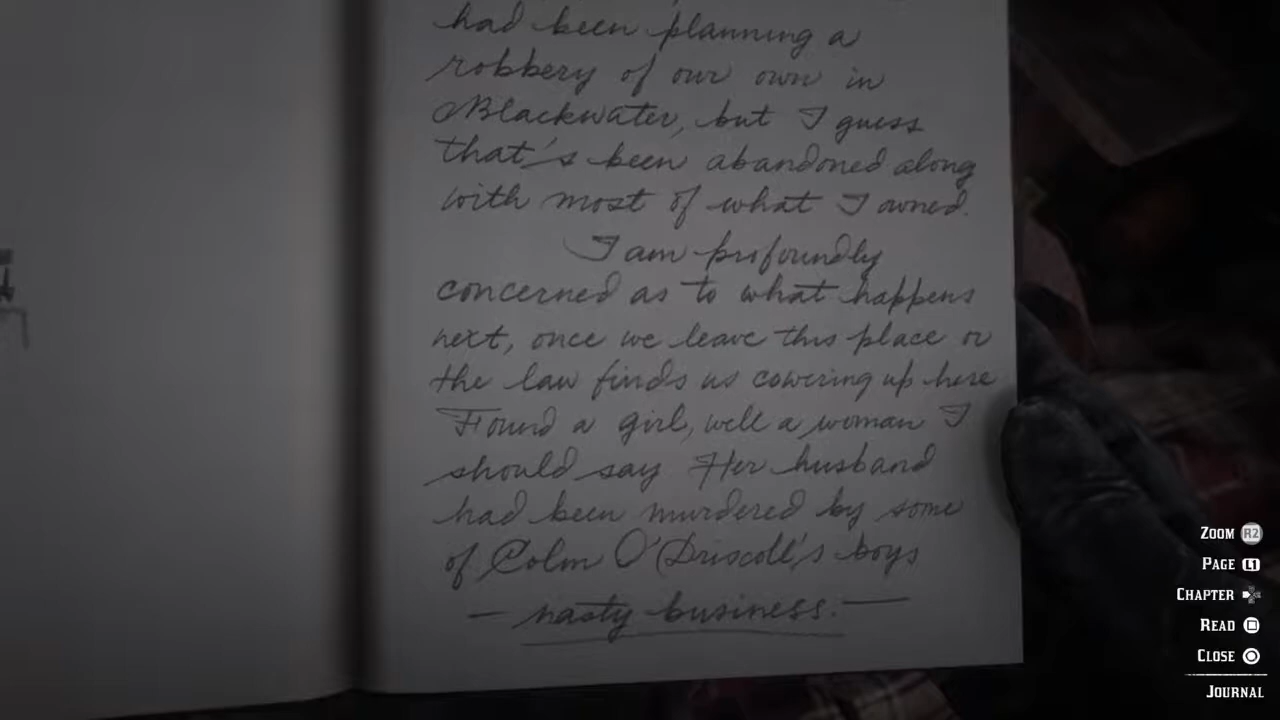 had been planning a
robbery of our own in
Blackwater, but I guess
that's been abandoned along
with most of what I owned.
I am profoundly
concerned as to what happens
next, once we leave this place or
the law finds us cowering up here
Found a girl, well a woman I
should say Her husband
had been murdered by some
of Colm O'Driscoll's boys
— nasty business. —
ZOOM R2
PAGE L1
CHAPTER
READ
CLOSE
JOURNAL